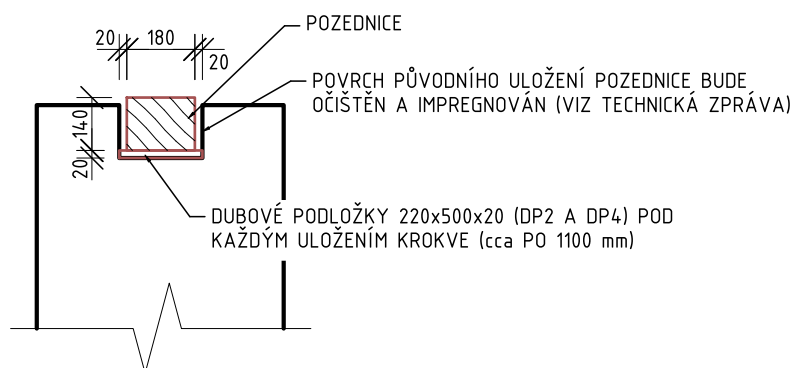 POZEDNICE
20 180
20
POVRCH PŮVODNÍHO ULOŽENÍ POZEDNICE BUDE
OČIŠTĚN A IMPREGNOVÁN (VIZ TECHNICKÁ ZPRÁVA)
140
20
DUBOVÉ PODLOŽKY 220x500x20 (DP2 A DP4) POD
KAŽDÝM ULOŽENÍM KROKVE (cca PO 1100 mm)